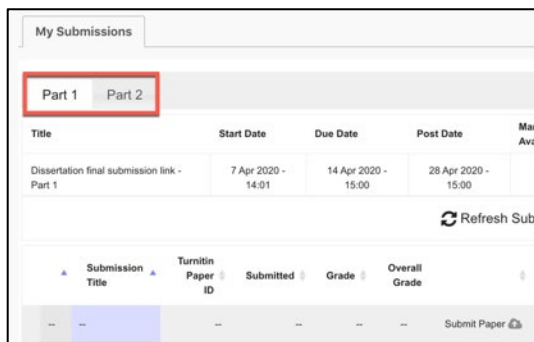 My Submissions
Part 1 Part 2
Title Start Date Due Date Post Date
Dissertation final submission link - Part 1 7 Apr 2020 - 14:01 14 Apr 2020 - 15:00 28 Apr 2020 - 15:00
Refresh Sub
Submission Title Turnitin Paper ID Submitted Grade Overall Grade
-- -- -- -- -- -- Submit Paper